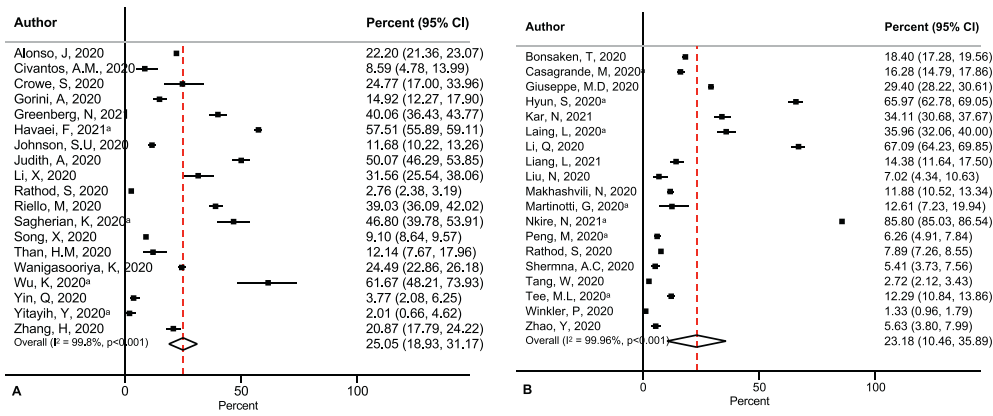 Author Percent (95% CI)
Alonso, J, 2020 22.20 (21.36, 23.07)
Civantos, A.M., 2020 8.59 (4.78, 13.99)
Crowe, S, 2020 24.77 (17.00, 33.96)
Gorini, A, 2020 14.92 (12.27, 17.90)
Greenberg, N, 2021 40.06 (36.43, 43.77)
Havaei, F, 2021ᵃ 57.51 (55.89, 59.11)
Johnson, S.U, 2020 11.68 (10.22, 13.26)
Judith, A, 2020 50.07 (46.29, 53.85)
Li, X, 2020 31.56 (25.54, 38.06)
Rathod, S, 2020 2.76 (2.38, 3.19)
Riello, M, 2020 39.03 (36.09, 42.02)
Sagherian, K, 2020ᵃ 46.80 (39.78, 53.91)
Song, X, 2020 9.10 (8.64, 9.57)
Than, H.M, 2020 12.14 (7.67, 17.96)
Wanigasooriya, K, 2020 24.49 (22.86, 26.18)
Wu, K, 2020ᵃ 61.67 (48.21, 73.93)
Yin, Q, 2020 3.77 (2.08, 6.25)
Yitayih, Y, 2020ᵃ 2.01 (0.66, 4.62)
Zhang, H, 2020 20.87 (17.79, 24.22)
Overall (I² = 99.8%, p<0.001) 25.05 (18.93, 31.17)
A 0 50 100
Percent
Author Percent (95% CI)
Bonsaken, T, 2020 18.40 (17.28, 19.56)
Casagrande, M, 2020ᵃ 16.28 (14.79, 17.86)
Giuseppe, M.D, 2020 29.40 (28.22, 30.61)
Hyun, S, 2020ᵃ 65.97 (62.78, 69.05)
Kar, N, 2021 34.11 (30.68, 37.67)
Laing, L, 2020ᵃ 35.96 (32.06, 40.00)
Li, Q, 2020 67.09 (64.23, 69.85)
Liang, L, 2021 14.38 (11.64, 17.50)
Liu, N, 2020 7.02 (4.34, 10.63)
Makhashvili, N, 2020 11.88 (10.52, 13.34)
Martinotti, G, 2020ᵃ 12.61 (7.23, 19.94)
Nkire, N, 2021ᵃ 85.80 (85.03, 86.54)
Peng, M, 2020ᵃ 6.26 (4.91, 7.84)
Rathod, S, 2020 7.89 (7.26, 8.55)
Shermna, A.C, 2020 5.41 (3.73, 7.56)
Tang, W, 2020 2.72 (2.12, 3.43)
Tee, M.L, 2020ᵃ 12.29 (10.84, 13.86)
Winkler, P, 2020 1.33 (0.96, 1.79)
Zhao, Y, 2020 5.63 (3.80, 7.99)
Overall (I² = 99.96%, p<0.001) 23.18 (10.46, 35.89)
B 0 50 100
Percent